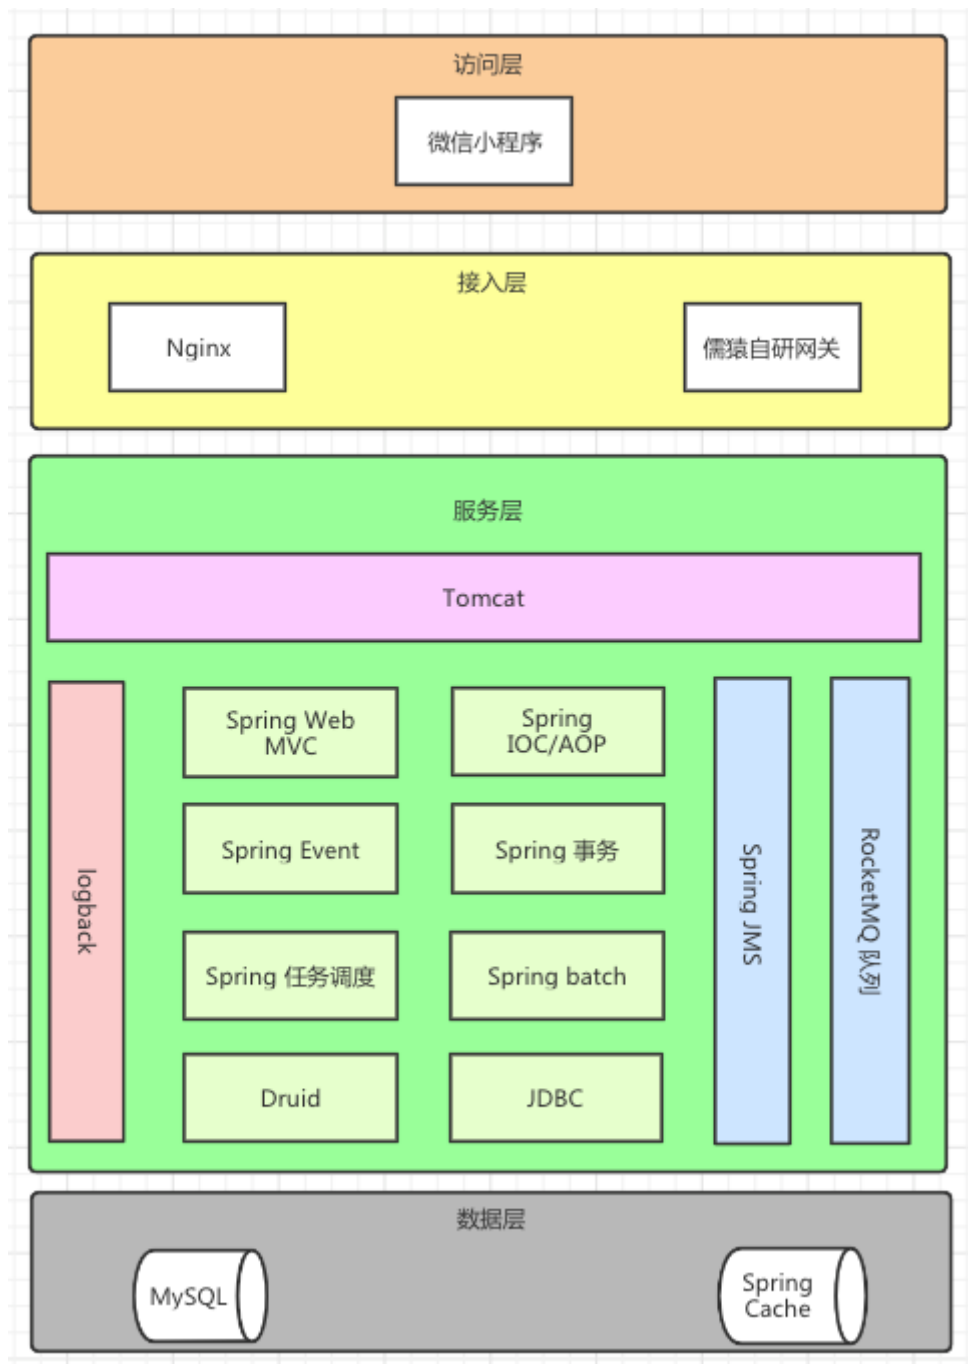 访问层
微信小程序
接入层
Nginx
儒猿自研网关
服务层
Tomcat
logback
Spring Web
MVC
Spring
IOC/AOP
Spring Event
Spring 事务
Spring 任务调度
Spring batch
Druid
JDBC
Spring JMS
RocketMQ 队列
数据层
MySQL
Spring
Cache